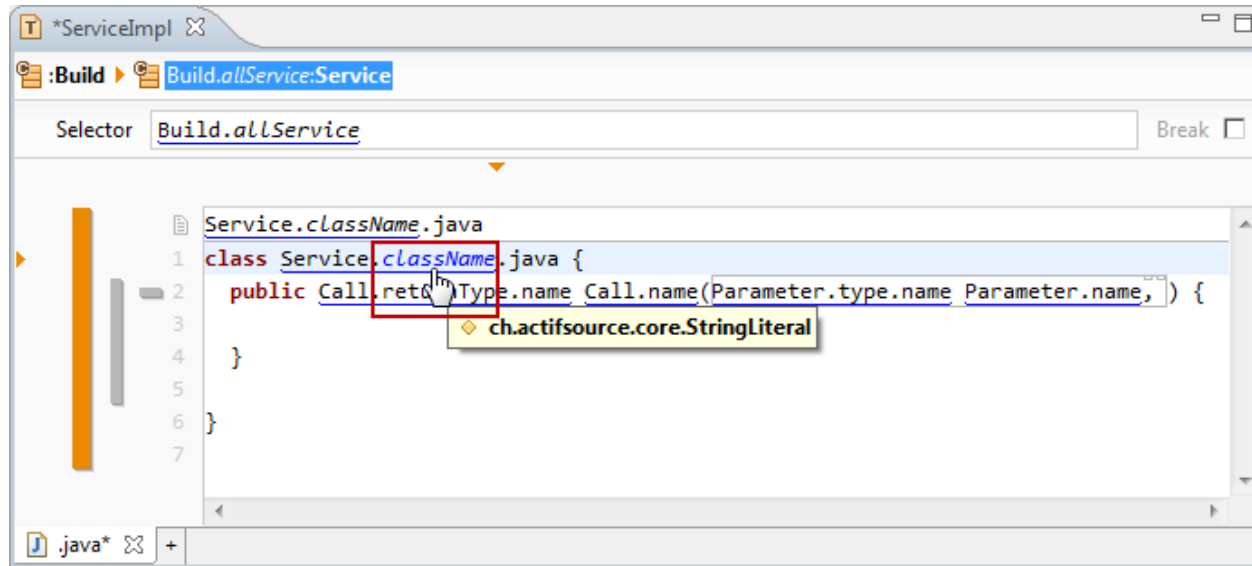 *ServiceImpl
:Build Build.allService:Service
Selector Build.allService Break
Service.className.java
1 class Service.className.java {
2 public Call.returnType.name Call.name(Parameter.type.name Parameter.name, ) {
ch.actifsource.core.StringLiteral
3
4 }
5
6 }
7
.java* +